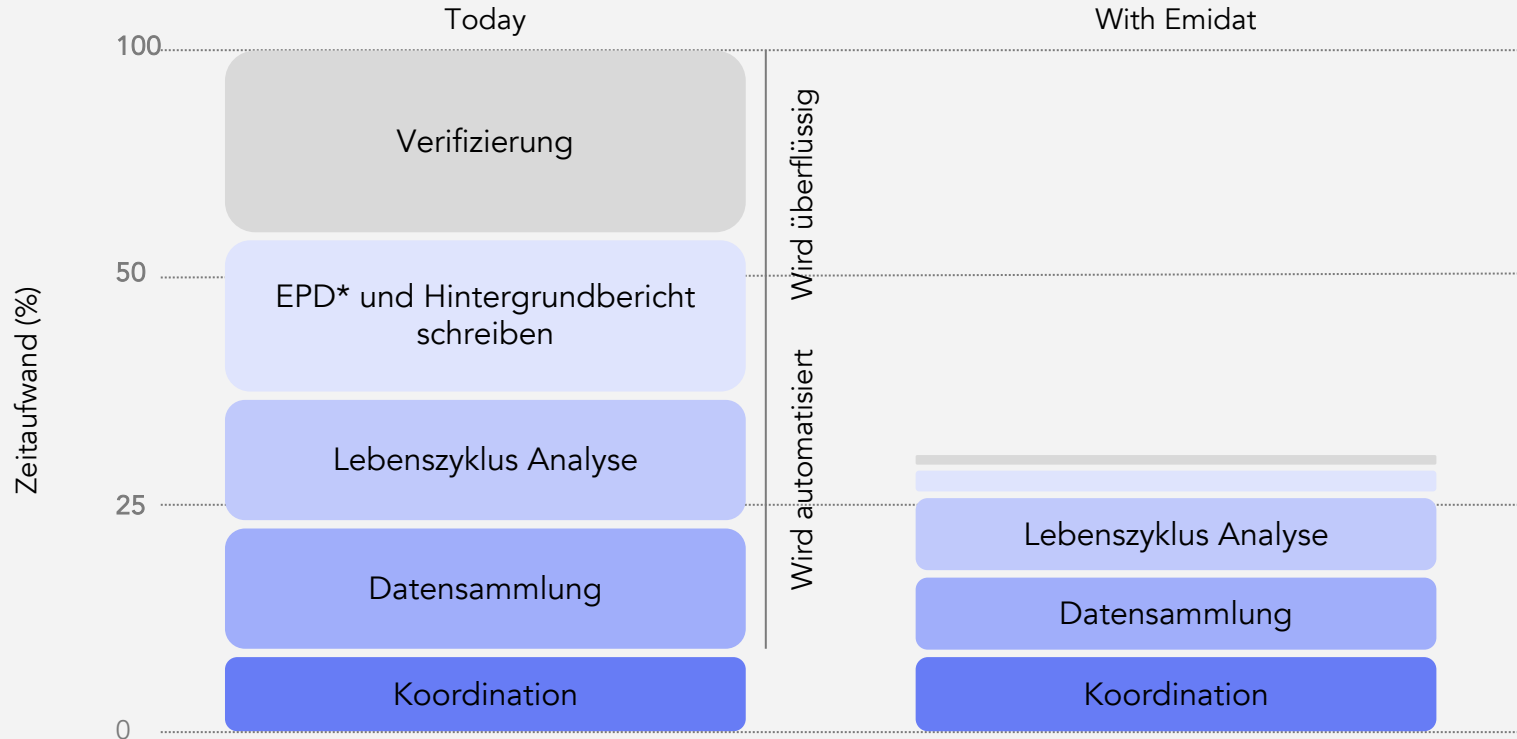 Today
With Emidat
100
50
25
0
Zeitaufwand (%)
Verifizierung
EPD* und Hintergrundbericht
schreiben
Lebenszyklus Analyse
Datensammlung
Koordination
Wird überflüssig
Wird automatisiert
Lebenszyklus Analyse
Datensammlung
Koordination